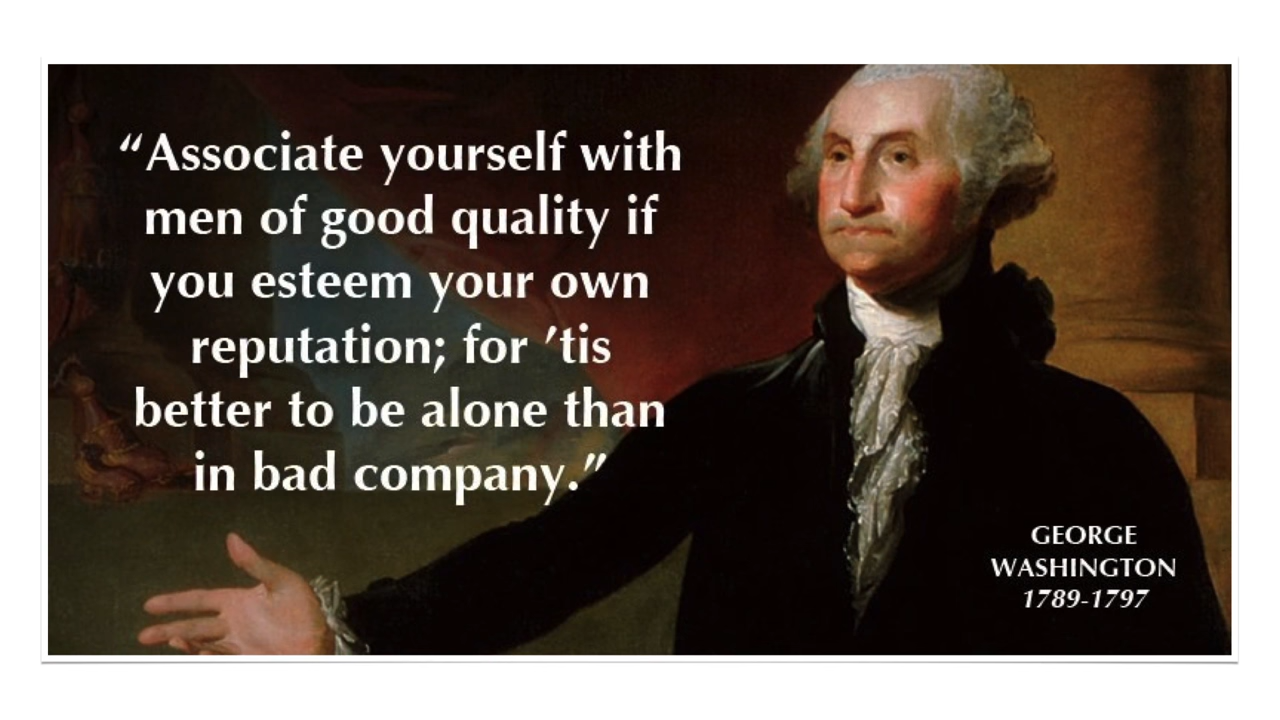 “Associate yourself with
men of good quality if
you esteem your own
reputation; for ’tis
better to be alone than
in bad company.”
GEORGE
WASHINGTON
1789-1797